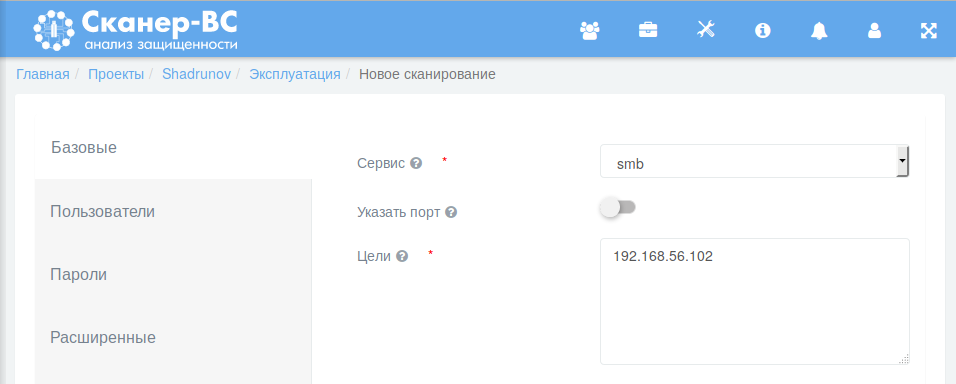 Сканер-ВС
анализ защищенности
Главная / Проекты / Shadrunov / Эксплуатация / Новое сканирование
Базовые
Сервис ? *
smb
Пользователи
Указать порт ?
Цели ? *
192.168.56.102
Пароли
Расширенные